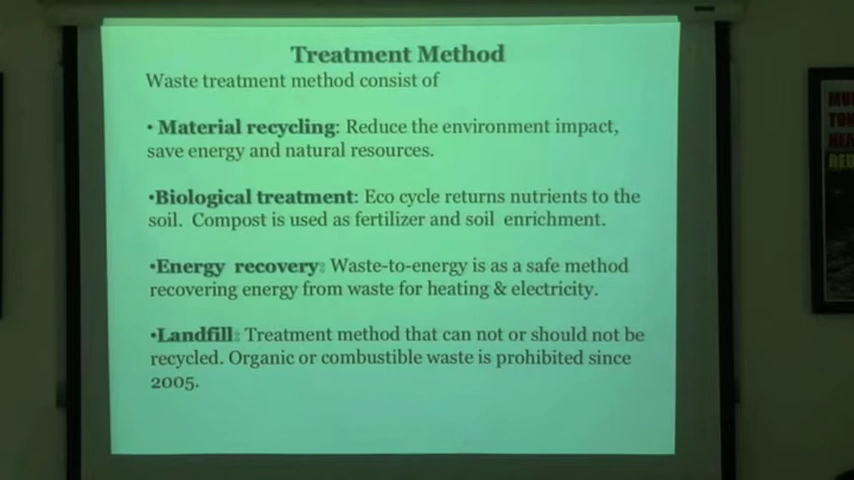 Treatment Method
Waste treatment method consist of
• Material recycling: Reduce the environment impact,
save energy and natural resources.
•Biological treatment: Eco cycle returns nutrients to the
soil. Compost is used as fertilizer and soil enrichment.
•Energy recovery: Waste-to-energy is as a safe method
recovering energy from waste for heating & electricity.
•Landfill: Treatment method that can not or should not be
recycled. Organic or combustible waste is prohibited since
2005.